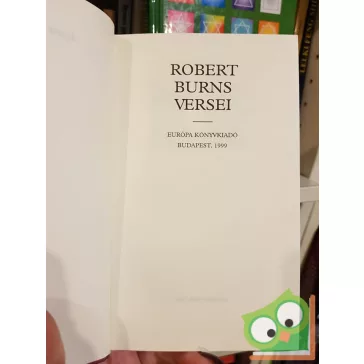 ROBERT
BURNS
VERSEI
EURÓPA KÖNYVKIADÓ
BUDAPEST, 1999